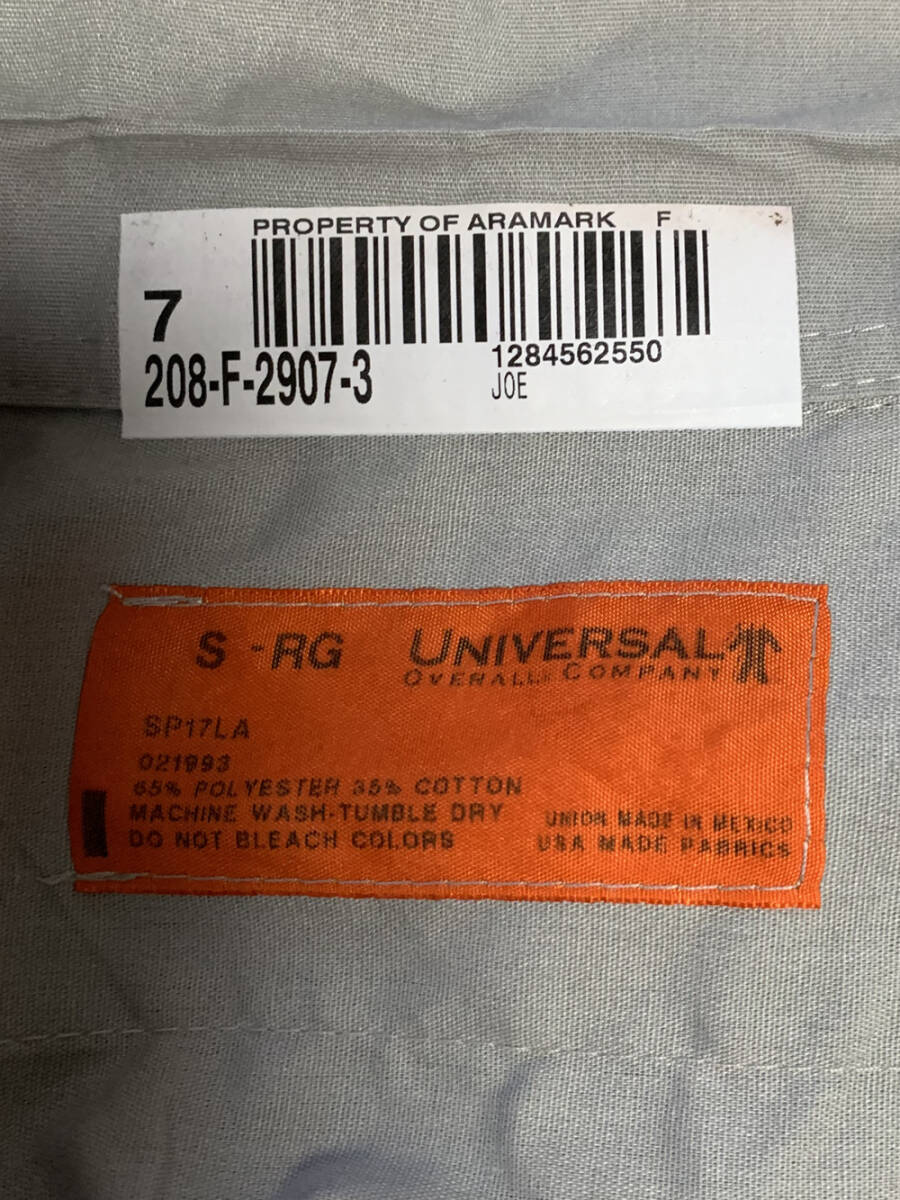 PROPERTY OF ARAMARK F
7
1284562550
208-F-2907-3
JOE
S - RG UNIVERSAL
OVERALL COMPANY
SP17LA
021993
65% POLYESTER 35% COTTON
MACHINE WASH-TUMBLE DRY
DO NOT BLEACH COLORS
UNION MADE IN MEXICO
USA MADE FABRICS